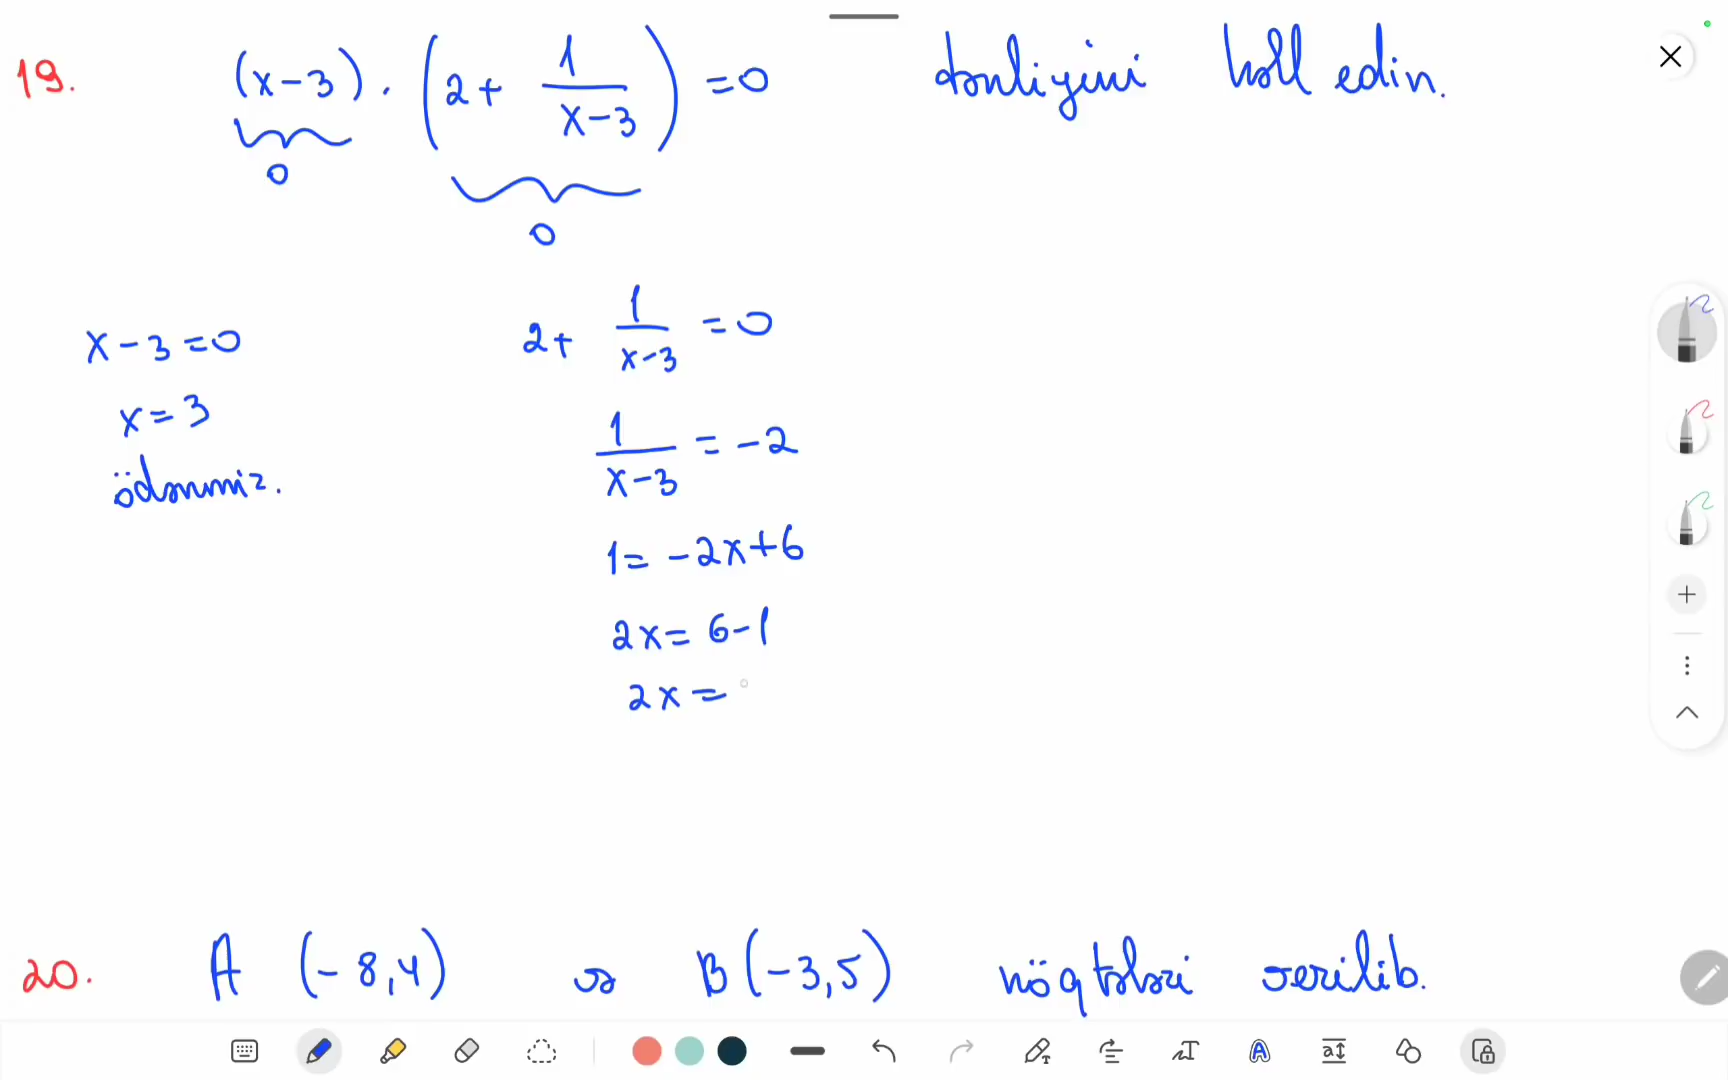 19. (x-3) · (2 + 1/(x-3)) = 0 tənliyini həll edin.
0
0
x-3=0
x=3
ödəmir.
2 + 1/(x-3) = 0
1/(x-3) = -2
1 = -2x+6
2x = 6-1
2x =
20. A (-8,4) və B(-3,5) nöqtələri verilib.